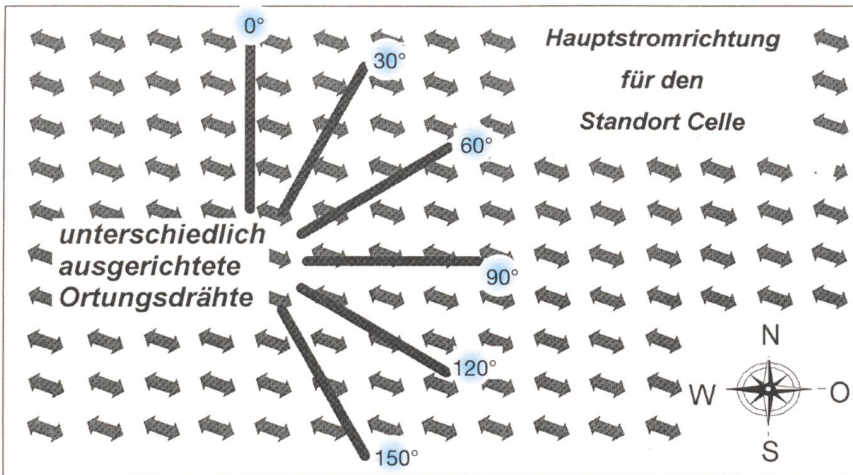 0°
Hauptstromrichtung
für den
Standort Celle
30°
60°
unterschiedlich
ausgerichtete
Ortungsdrähte
90°
120°
150°
N
W
O
S